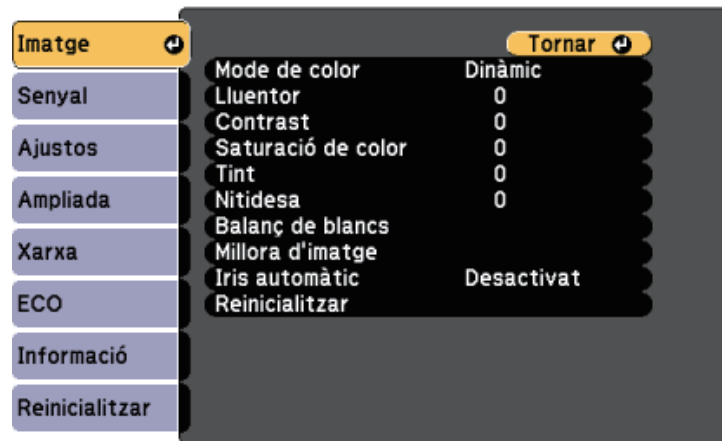 Imatge
Senyal
Ajustos
Ampliada
Xarxa
ECO
Informació
Reinicialitzar
Tornar
Mode de color Dinàmic
Lluentor 0
Contrast 0
Saturació de color 0
Tint 0
Nitidesa 0
Balanç de blancs
Millora d'imatge
Iris automàtic Desactivat
Reinicialitzar